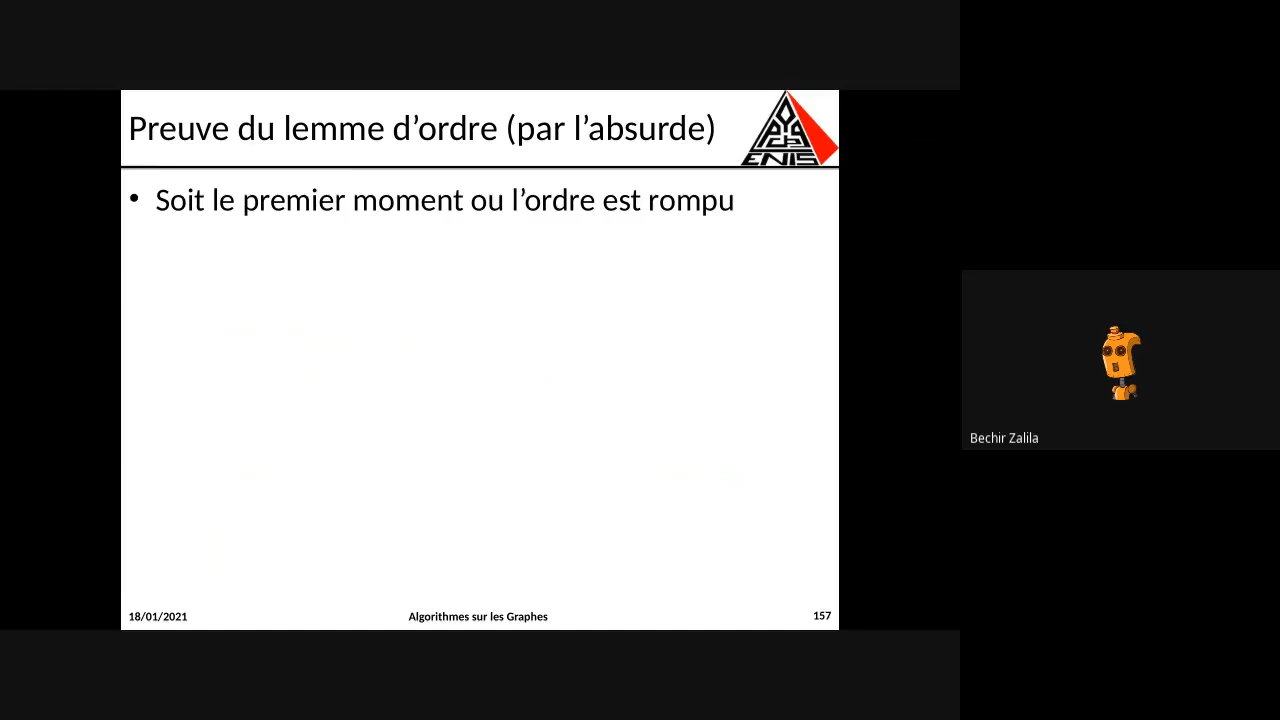 Preuve du lemme d’ordre (par l’absurde)
ENIS
• Soit le premier moment ou l’ordre est rompu
Bechir Zalila
18/01/2021
Algorithmes sur les Graphes
157